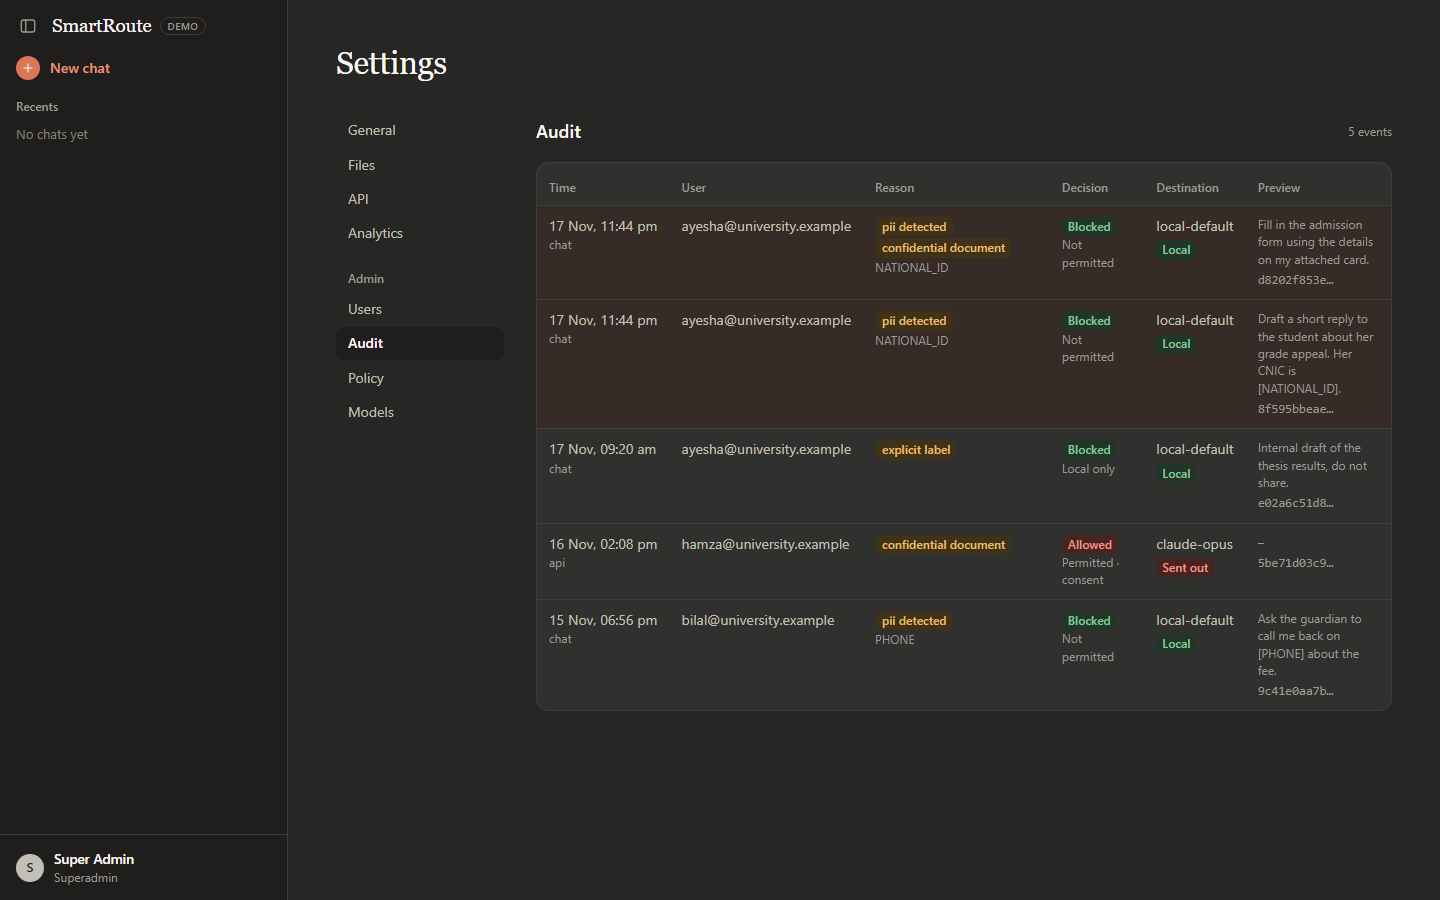 SmartRoute DEMO
New chat
Recents
No chats yet
Super Admin
S
Superadmin
Settings
General
Files
API
Analytics
Admin
Users
Audit
Policy
Models
Audit
5 events
Time User Reason Decision Destination Preview
17 Nov, 11:44 pm
chat
ayesha@university.example
pii detected
confidential document
NATIONAL_ID
Blocked
Not
permitted
local-default
Local
Fill in the admission
form using the details
on my attached card.
d8202f853e…
17 Nov, 11:44 pm
chat
ayesha@university.example
pii detected
NATIONAL_ID
Blocked
Not
permitted
local-default
Local
Draft a short reply to
the student about her
grade appeal. Her
CNIC is
[NATIONAL_ID].
8f595bbeae…
17 Nov, 09:20 am
chat
ayesha@university.example
explicit label
Blocked
Local only
local-default
Local
Internal draft of the
thesis results, do not
share.
e02a6c51d8…
16 Nov, 02:08 pm
api
hamza@university.example
confidential document
Allowed
Permitted ·
consent
claude-opus
Sent out
–
5be71d03c9…
15 Nov, 06:56 pm
chat
bilal@university.example
pii detected
PHONE
Blocked
Not
permitted
local-default
Local
Ask the guardian to
call me back on
[PHONE] about the
fee.
9c41e0aa7b…